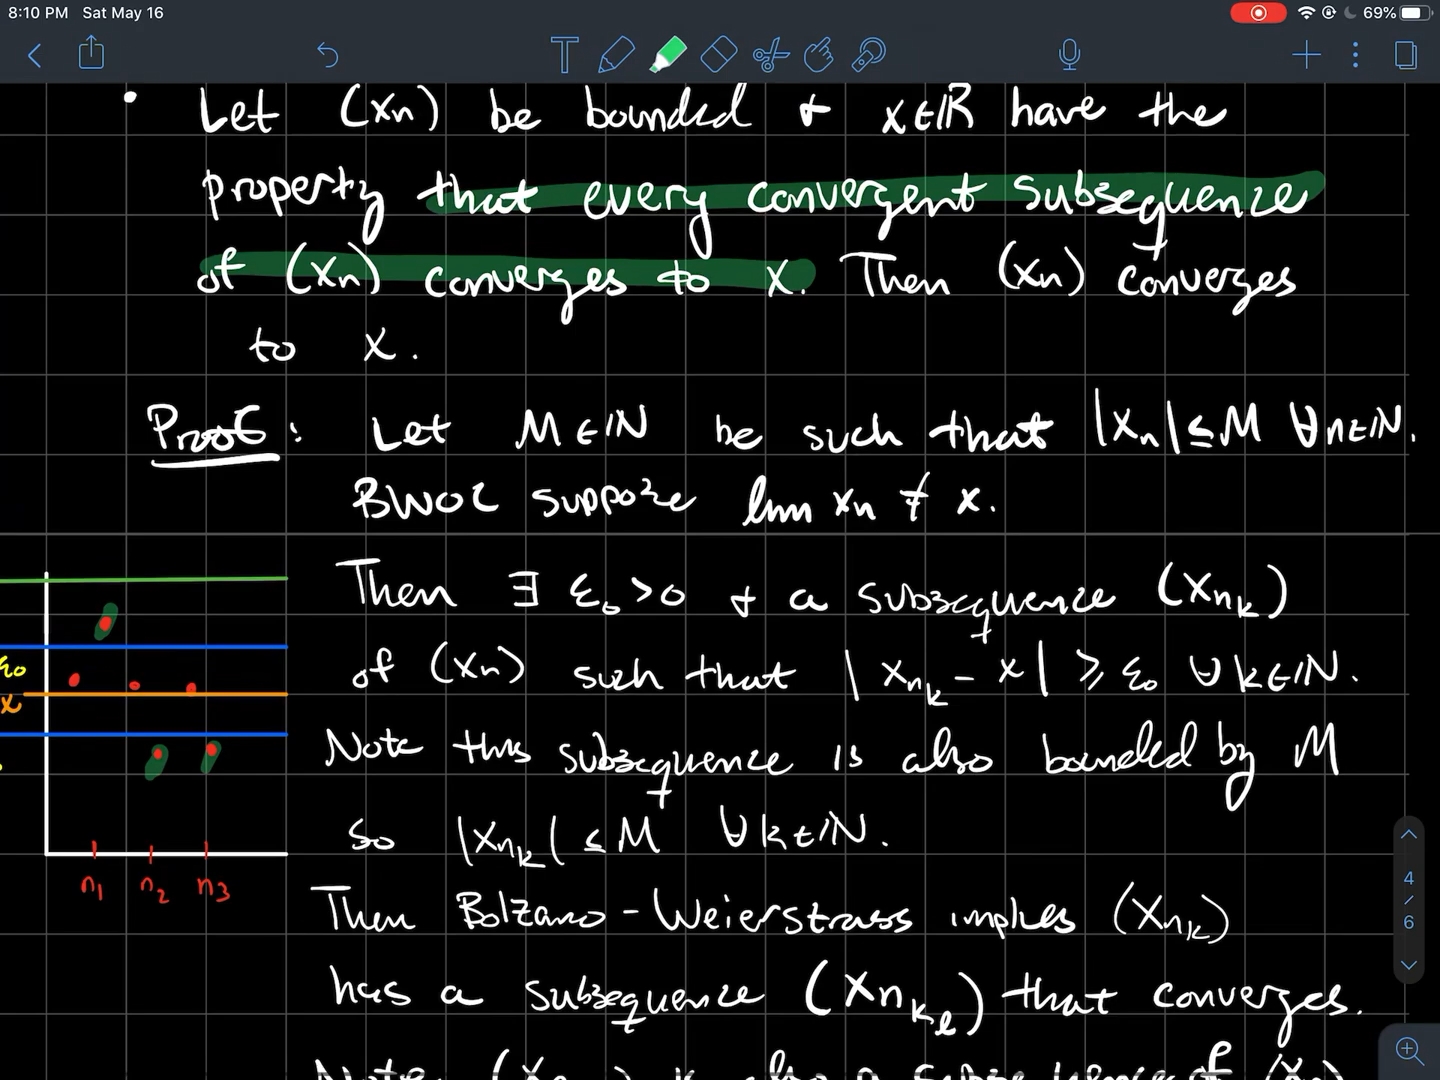 8:10 PM Sat May 16
69%
• Let (xn) be bounded & x∈ℝ have the
property that every convergent subsequence
of (xn) converges to x. Then (xn) converges
to x.
Proof: Let M∈ℕ be such that |xn|≤M ∀n∈ℕ.
BWOC suppose lim xn ≠ x.
Then ∃ ε₀>0 & a subsequence (xnₖ)
of (xn) such that |xnₖ - x| ≥ ε₀ ∀k∈ℕ.
Note this subsequence is also bounded by M
so |xnₖ| ≤ M ∀k∈ℕ.
Then Bolzano-Weierstrass implies (xnₖ)
has a subsequence (xnₖℓ) that converges.
ε₀
x
n₁ n₂ n₃
4
/
6